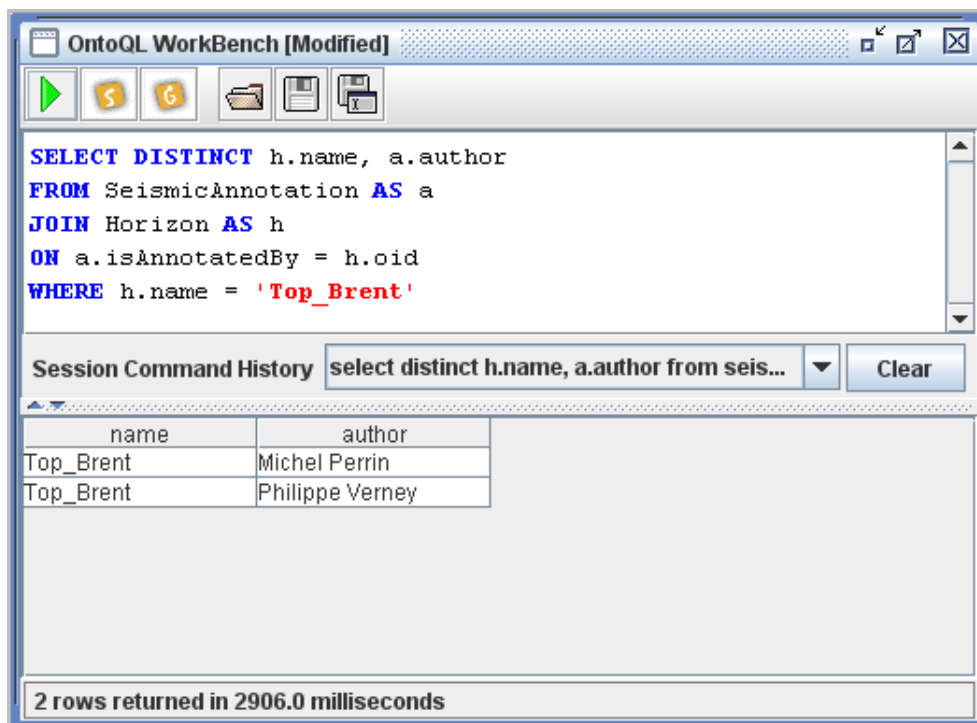 OntoQL WorkBench [Modified]
S G
SELECT DISTINCT h.name, a.author
FROM SeismicAnnotation AS a
JOIN Horizon AS h
ON a.isAnnotatedBy = h.oid
WHERE h.name = 'Top_Brent'
Session Command History select distinct h.name, a.author from seis... Clear
name author
Top_Brent Michel Perrin
Top_Brent Philippe Verney
2 rows returned in 2906.0 milliseconds